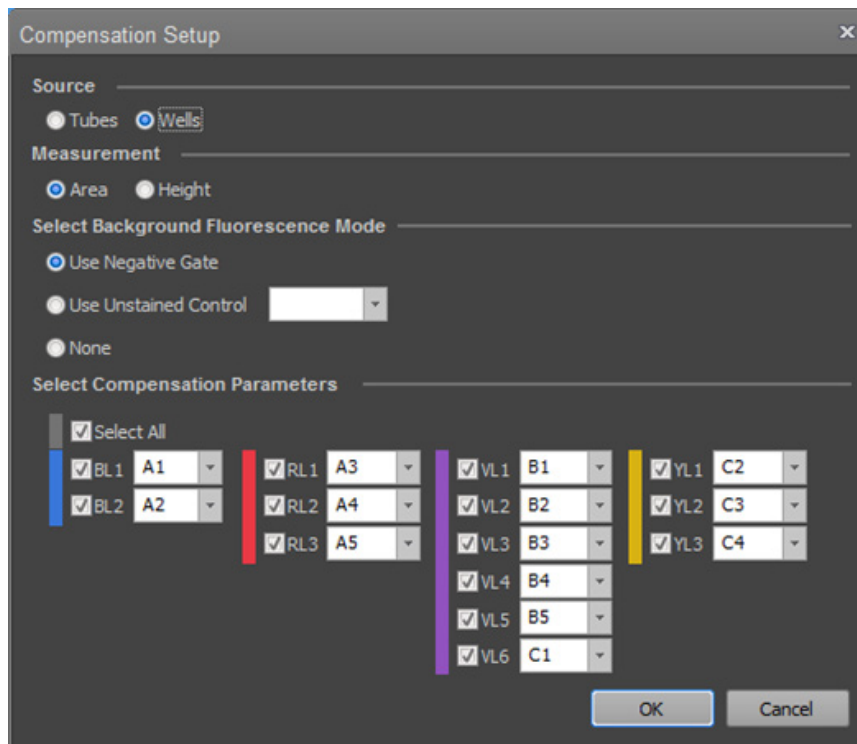 Compensation Setup
Source
Tubes Wells
Measurement
Area Height
Select Background Fluorescence Mode
Use Negative Gate
Use Unstained Control
None
Select Compensation Parameters
Select All
BL1 A1 RL1 A3 VL1 B1 YL1 C2
BL2 A2 RL2 A4 VL2 B2 YL2 C3
RL3 A5 VL3 B3 YL3 C4
VL4 B4
VL5 B5
VL6 C1
OK Cancel